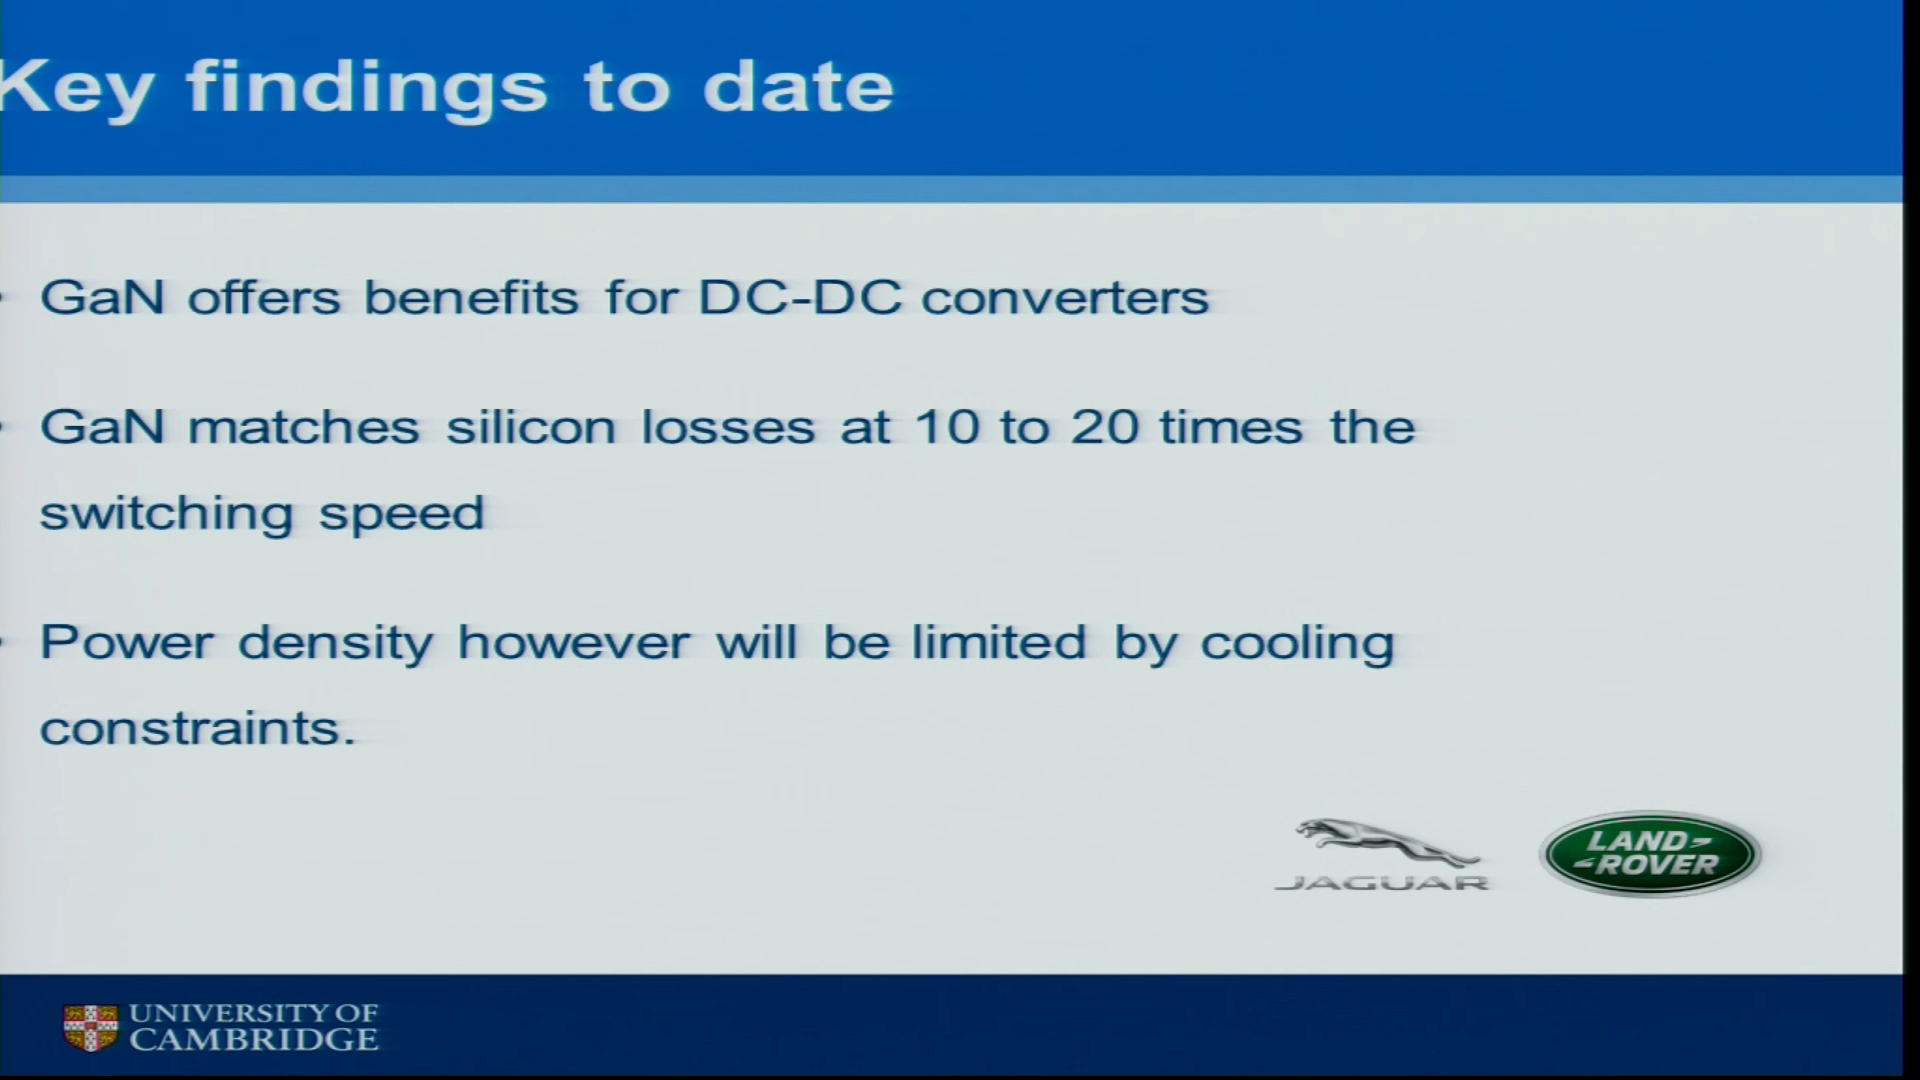 Key findings to date
• GaN offers benefits for DC-DC converters
• GaN matches silicon losses at 10 to 20 times the
switching speed
• Power density however will be limited by cooling
constraints.
JAGUAR
LAND
ROVER
UNIVERSITY OF
CAMBRIDGE